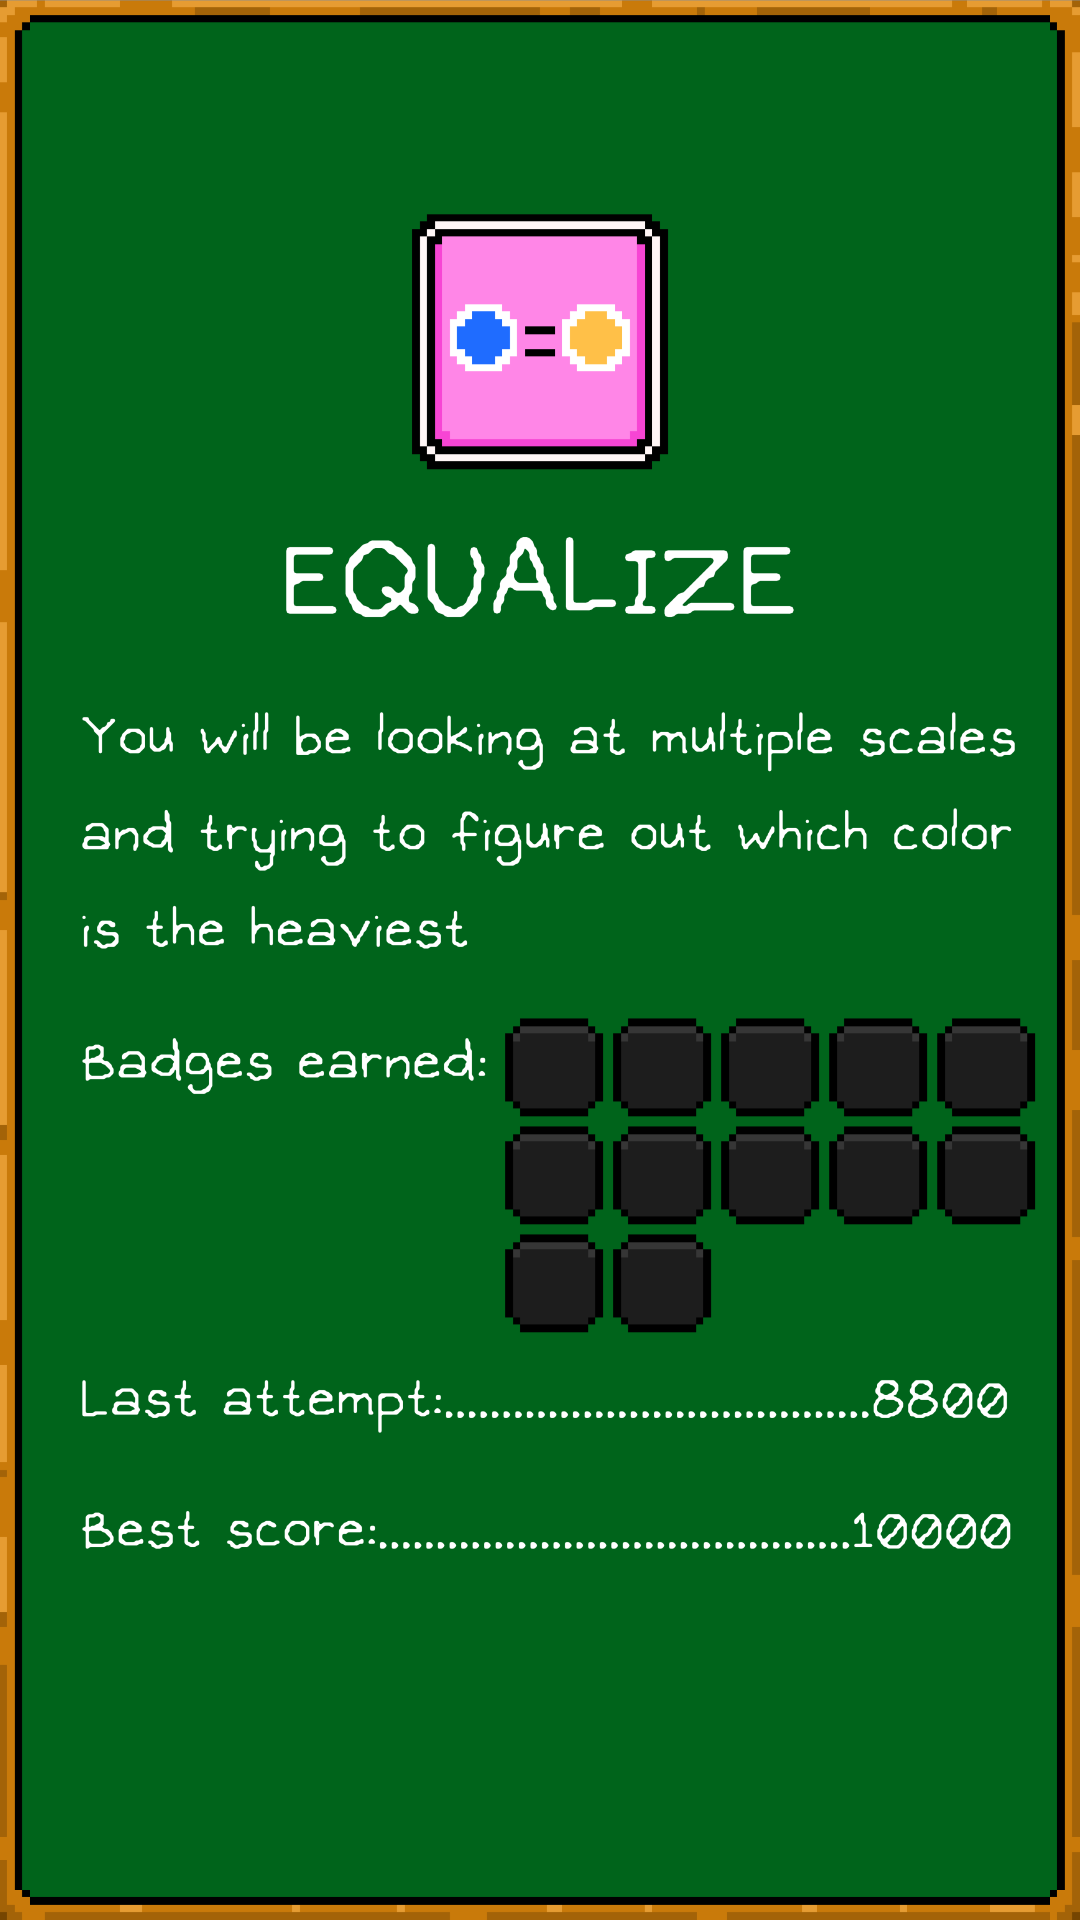 EQUALIZE
You will be looking at multiple scales
and trying to figure out which color
is the heaviest
Badges earned:
Last attempt:....................................8800
Best score:........................................10000